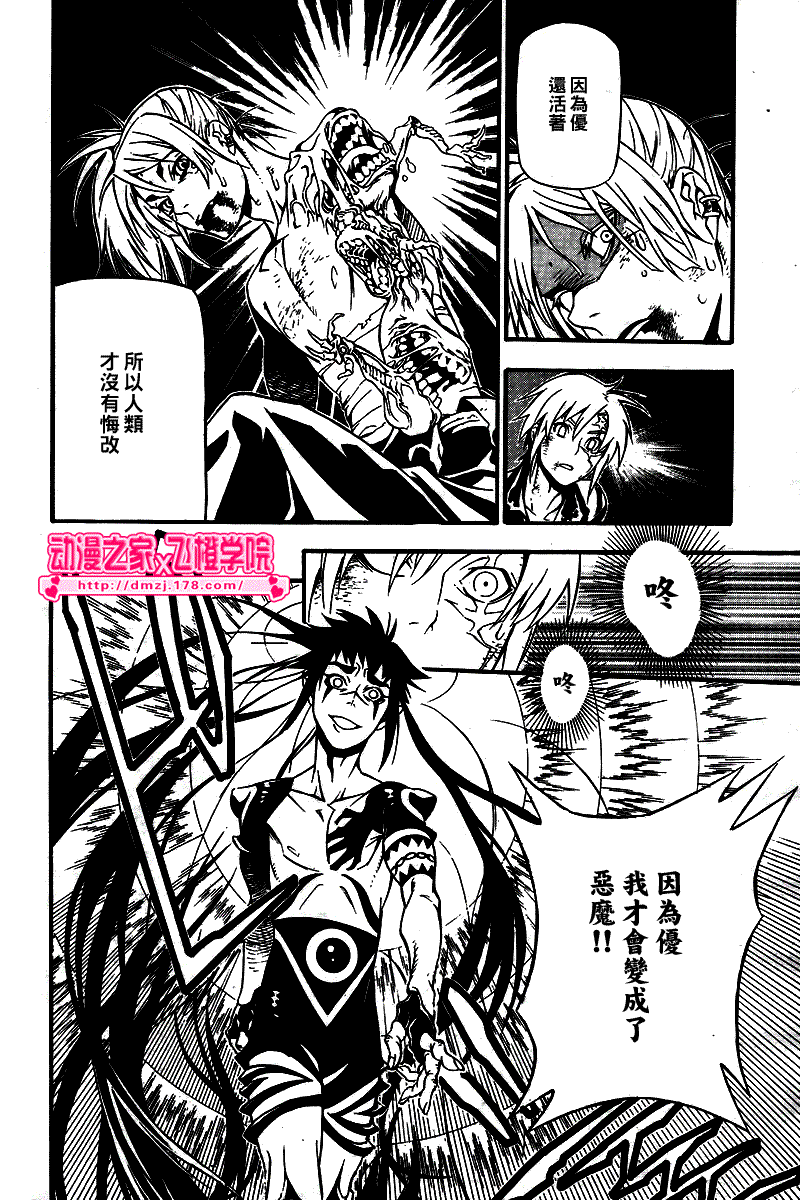 因為優
還活著
所以人類
才沒有悔改
动漫之家×飞橙学院
http://dmzj.178.com/
咚
咚
因為優
我才會變成了
惡魔!!